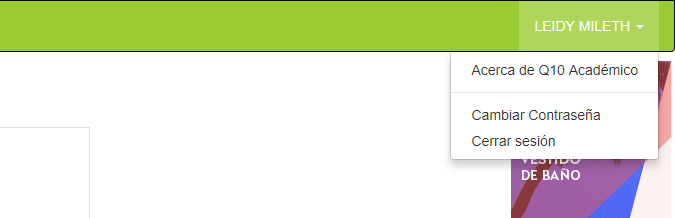 LEIDY MILETH
Acerca de Q10 Académico
Cambiar Contraseña
Cerrar sesión
VESTIDO
DE BAÑO